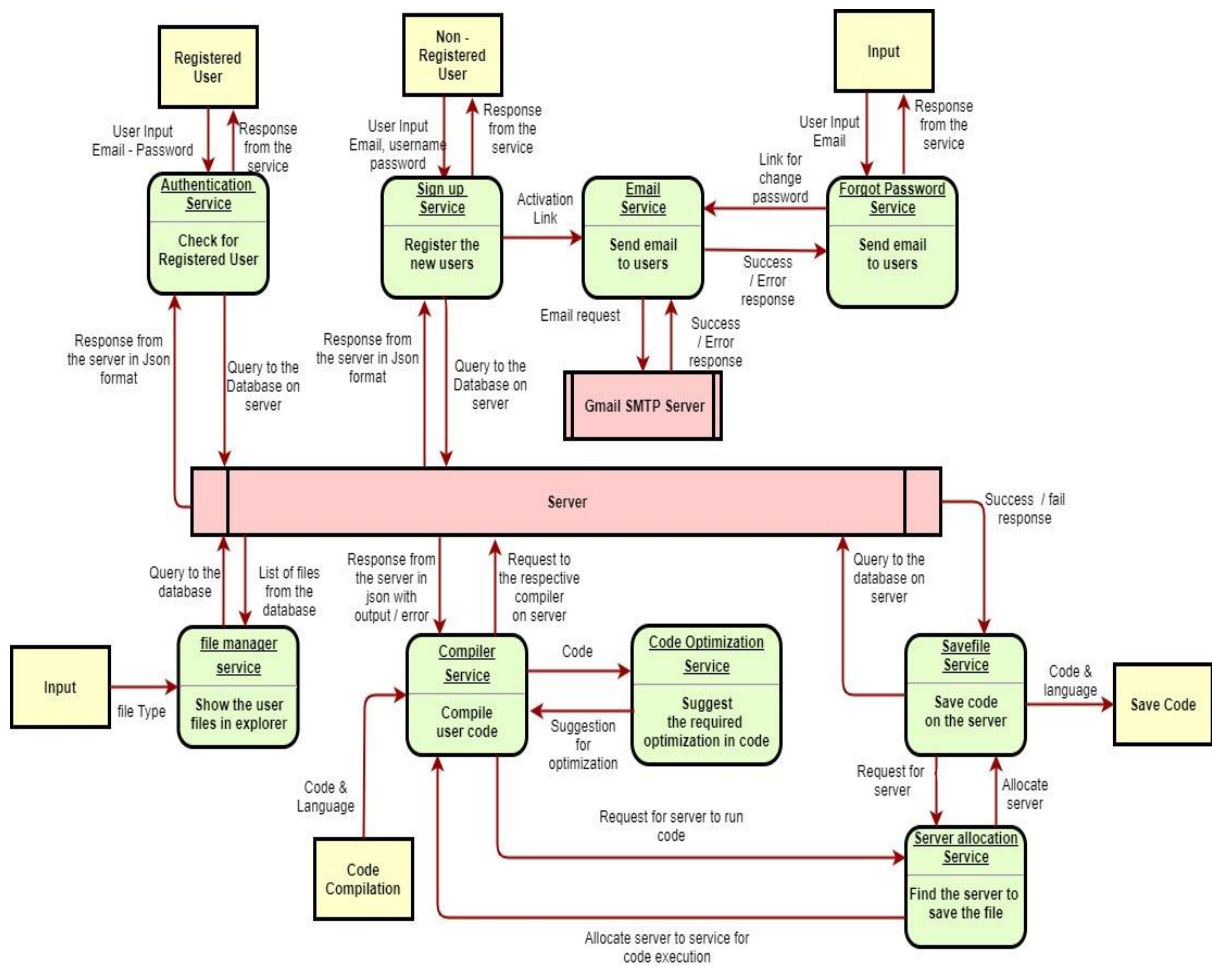 Registered
User
Non -
Registered
User
Input
User Input
Email - Password
Response
from the
service
User Input
Email, username
password
Response
from the
service
User Input
Email
Response
from the
service
Authentication
Service
Check for
Registered User
Sign up
Service
Register the
new users
Activation
Link
Email
Service
Send email
to users
Link for
change
password
Success
/ Error
response
Forgot Password
Service
Send email
to users
Response from
the server in Json
format
Query to the
Database on
server
Response from
the server in Json
format
Query to the
Database on
server
Email request
Success
/ Error
response
Gmail SMTP Server
Server
Success / fail
response
Query to the
database
List of files
from the
database
Response from
the server in
json with
output / error
Request to
the respective
compiler
on server
Query to the
database on
server
Input
file Type
file manager
service
Show the user
files in explorer
Compiler
Service
Compile
user code
Code
Suggestion
for
optimization
Code Optimization
Service
Suggest
the required
optimization in code
Savefile
Service
Save code
on the server
Code &
language
Save Code
Code &
Language
Code
Compilation
Request for server to run
code
Request for
server
Allocate
server
Server allocation
Service
Find the server to
save the file
Allocate server to service for
code execution